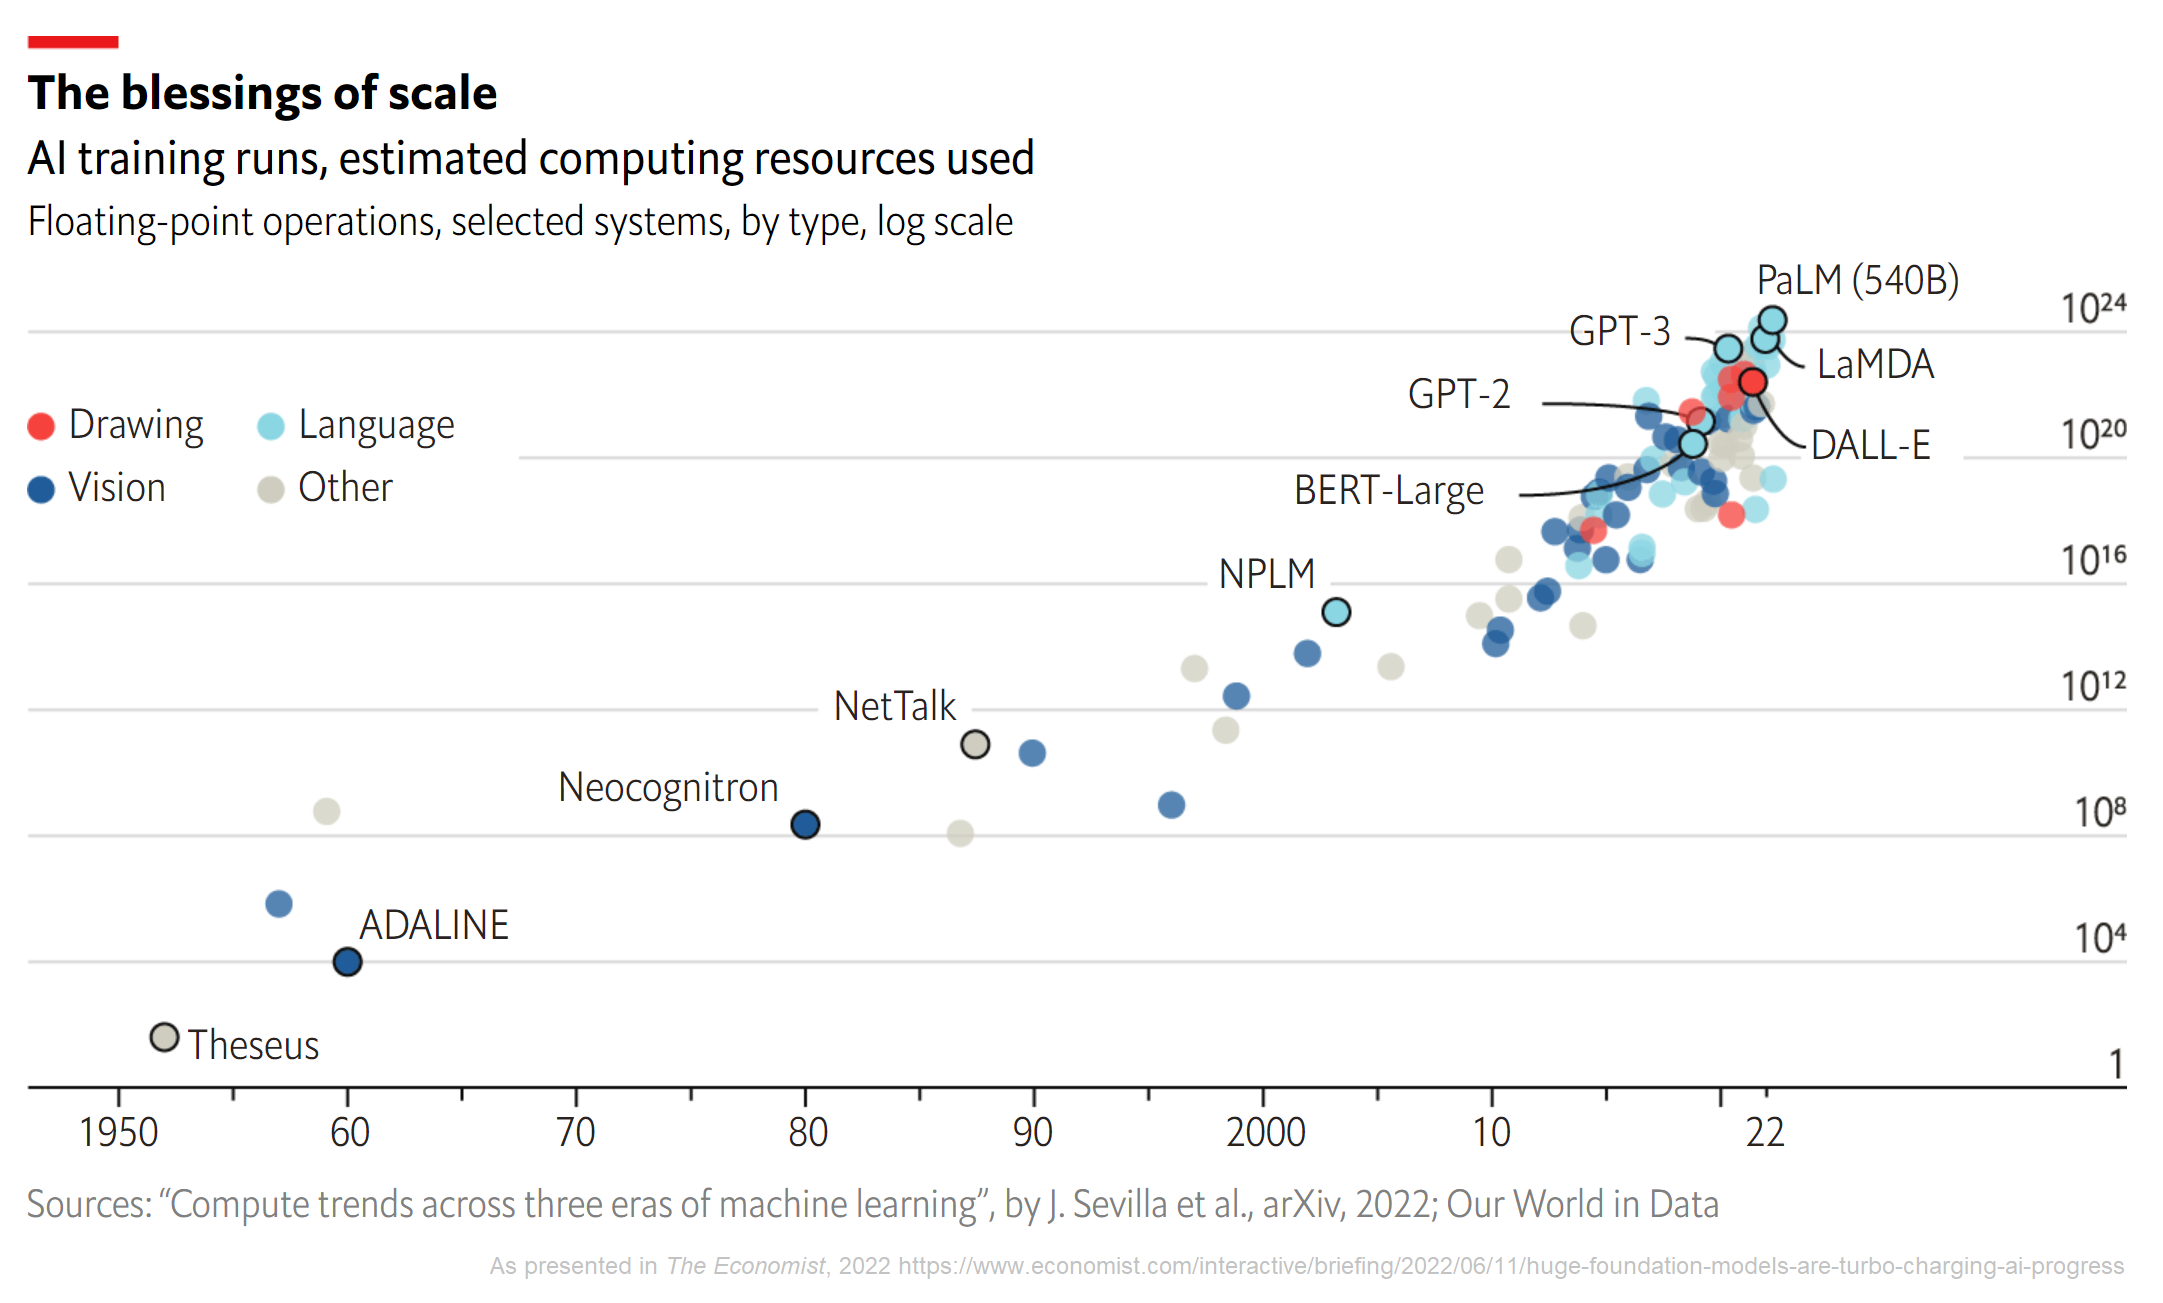 The blessings of scale
AI training runs, estimated computing resources used
Floating-point operations, selected systems, by type, log scale
PaLM (540B)
10²⁴
GPT-3
LaMDA
GPT-2
Drawing
Language
10²⁰
DALL-E
Vision
Other
BERT-Large
10¹⁶
NPLM
10¹²
NetTalk
Neocognitron
10⁸
ADALINE
10⁴
Theseus
1
1950 60 70 80 90 2000 10 22
Sources: “Compute trends across three eras of machine learning”, by J. Sevilla et al., arXiv, 2022; Our World in Data
As presented in The Economist, 2022 https://www.economist.com/interactive/briefing/2022/06/11/huge-foundation-models-are-turbo-charging-ai-progress